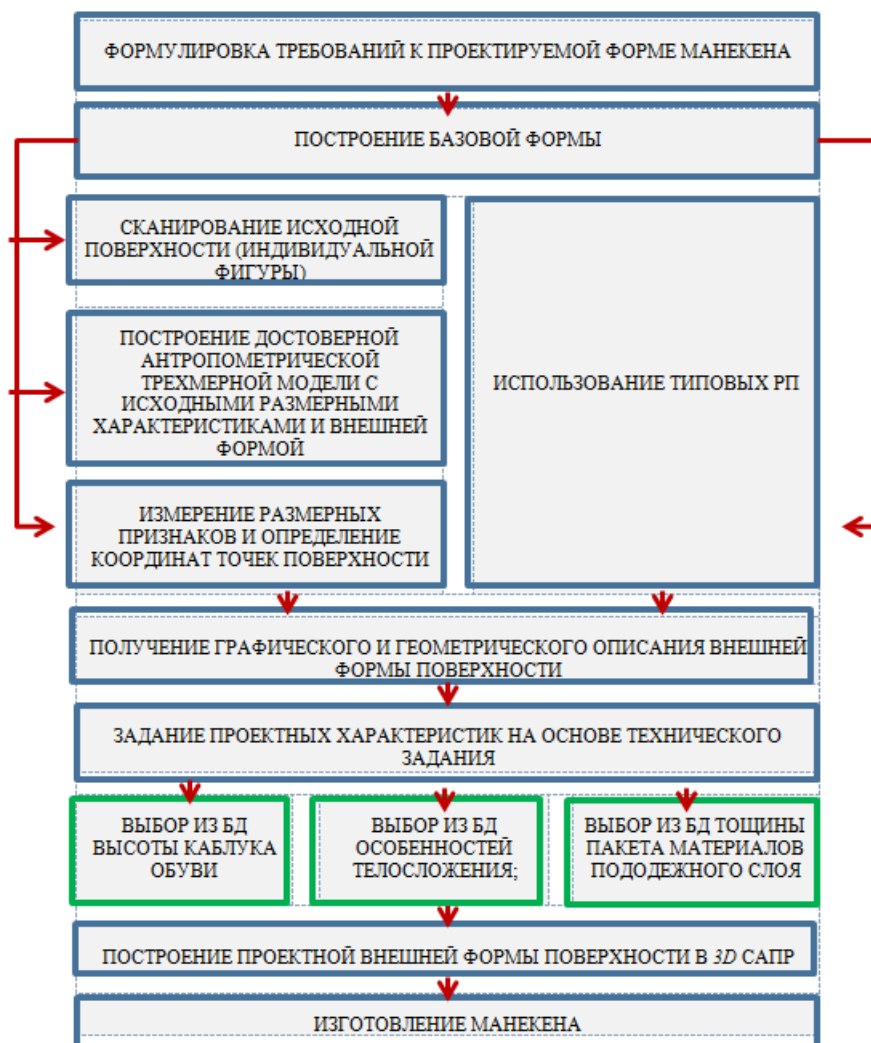 ФОРМУЛИРОВКА ТРЕБОВАНИЙ К ПРОЕКТИРУЕМОЙ ФОРМЕ МАНЕКЕНА
ПОСТРОЕНИЕ БАЗОВОЙ ФОРМЫ
СКАНИРОВАНИЕ ИСХОДНОЙ
ПОВЕРХНОСТИ (ИНДИВИДУАЛЬНОЙ
ФИГУРЫ)
ПОСТРОЕНИЕ ДОСТОВЕРНОЙ
АНТРОПОМЕТРИЧЕСКОЙ
ТРЕХМЕРНОЙ МОДЕЛИ С
ИСХОДНЫМИ РАЗМЕРНЫМИ
ХАРАКТЕРИСТИКАМИ И ВНЕШНЕЙ
ФОРМОЙ
ИЗМЕРЕНИЕ РАЗМЕРНЫХ
ПРИЗНАКОВ И ОПРЕДЕЛЕНИЕ
КООРДИНАТ ТОЧЕК ПОВЕРХНОСТИ
ИСПОЛЬЗОВАНИЕ ТИПОВЫХ РП
ПОЛУЧЕНИЕ ГРАФИЧЕСКОГО И ГЕОМЕТРИЧЕСКОГО ОПИСАНИЯ ВНЕШНЕЙ
ФОРМЫ ПОВЕРХНОСТИ
ЗАДАНИЕ ПРОЕКТНЫХ ХАРАКТЕРИСТИК НА ОСНОВЕ ТЕХНИЧЕСКОГО
ЗАДАНИЯ
ВЫБОР ИЗ БД
ВЫСОТЫ КАБЛУКА
ОБУВИ
ВЫБОР ИЗ БД
ОСОБЕННОСТЕЙ
ТЕЛОСЛОЖЕНИЯ;
ВЫБОР ИЗ БД ТОЩИНЫ
ПАКЕТА МАТЕРИАЛОВ
ПОДОДЕЖНОГО СЛОЯ
ПОСТРОЕНИЕ ПРОЕКТНОЙ ВНЕШНЕЙ ФОРМЫ ПОВЕРХНОСТИ В 3D САПР
ИЗГОТОВЛЕНИЕ МАНЕКЕНА